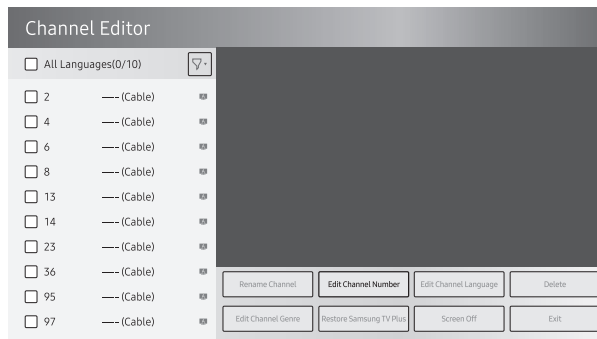 Channel Editor
All Languages(0/10)
2 –-– (Cable)
4 –-– (Cable)
6 –-– (Cable)
8 –-– (Cable)
13 –-– (Cable)
14 –-– (Cable)
23 –-– (Cable)
36 –-– (Cable)
95 –-– (Cable)
97 –-– (Cable)
Rename Channel Edit Channel Number Edit Channel Language Delete
Edit Channel Genre Restore Samsung TV Plus Screen Off Exit